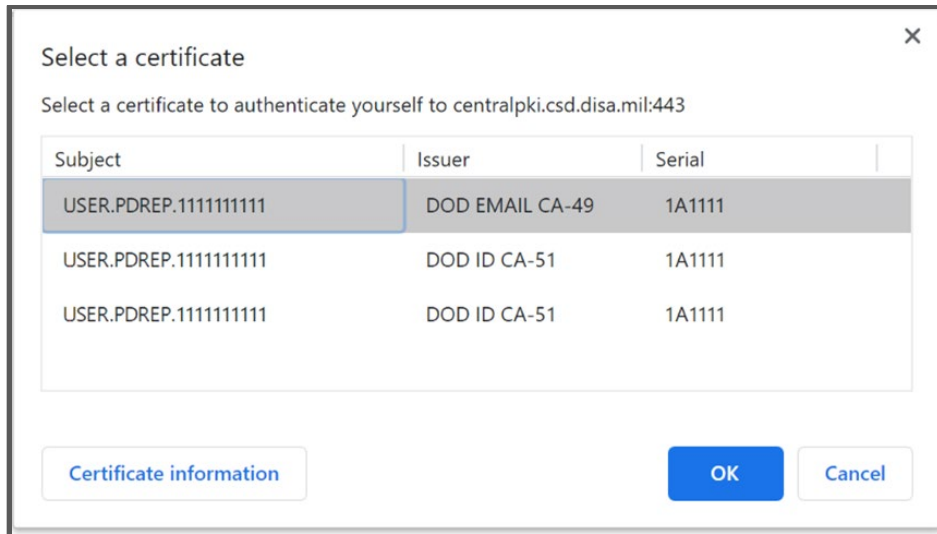 Select a certificate
Select a certificate to authenticate yourself to centralpki.csd.disa.mil:443
Subject Issuer Serial
USER.PDREP.1111111111 DOD EMAIL CA-49 1A1111
USER.PDREP.1111111111 DOD ID CA-51 1A1111
USER.PDREP.1111111111 DOD ID CA-51 1A1111
Certificate information OK Cancel